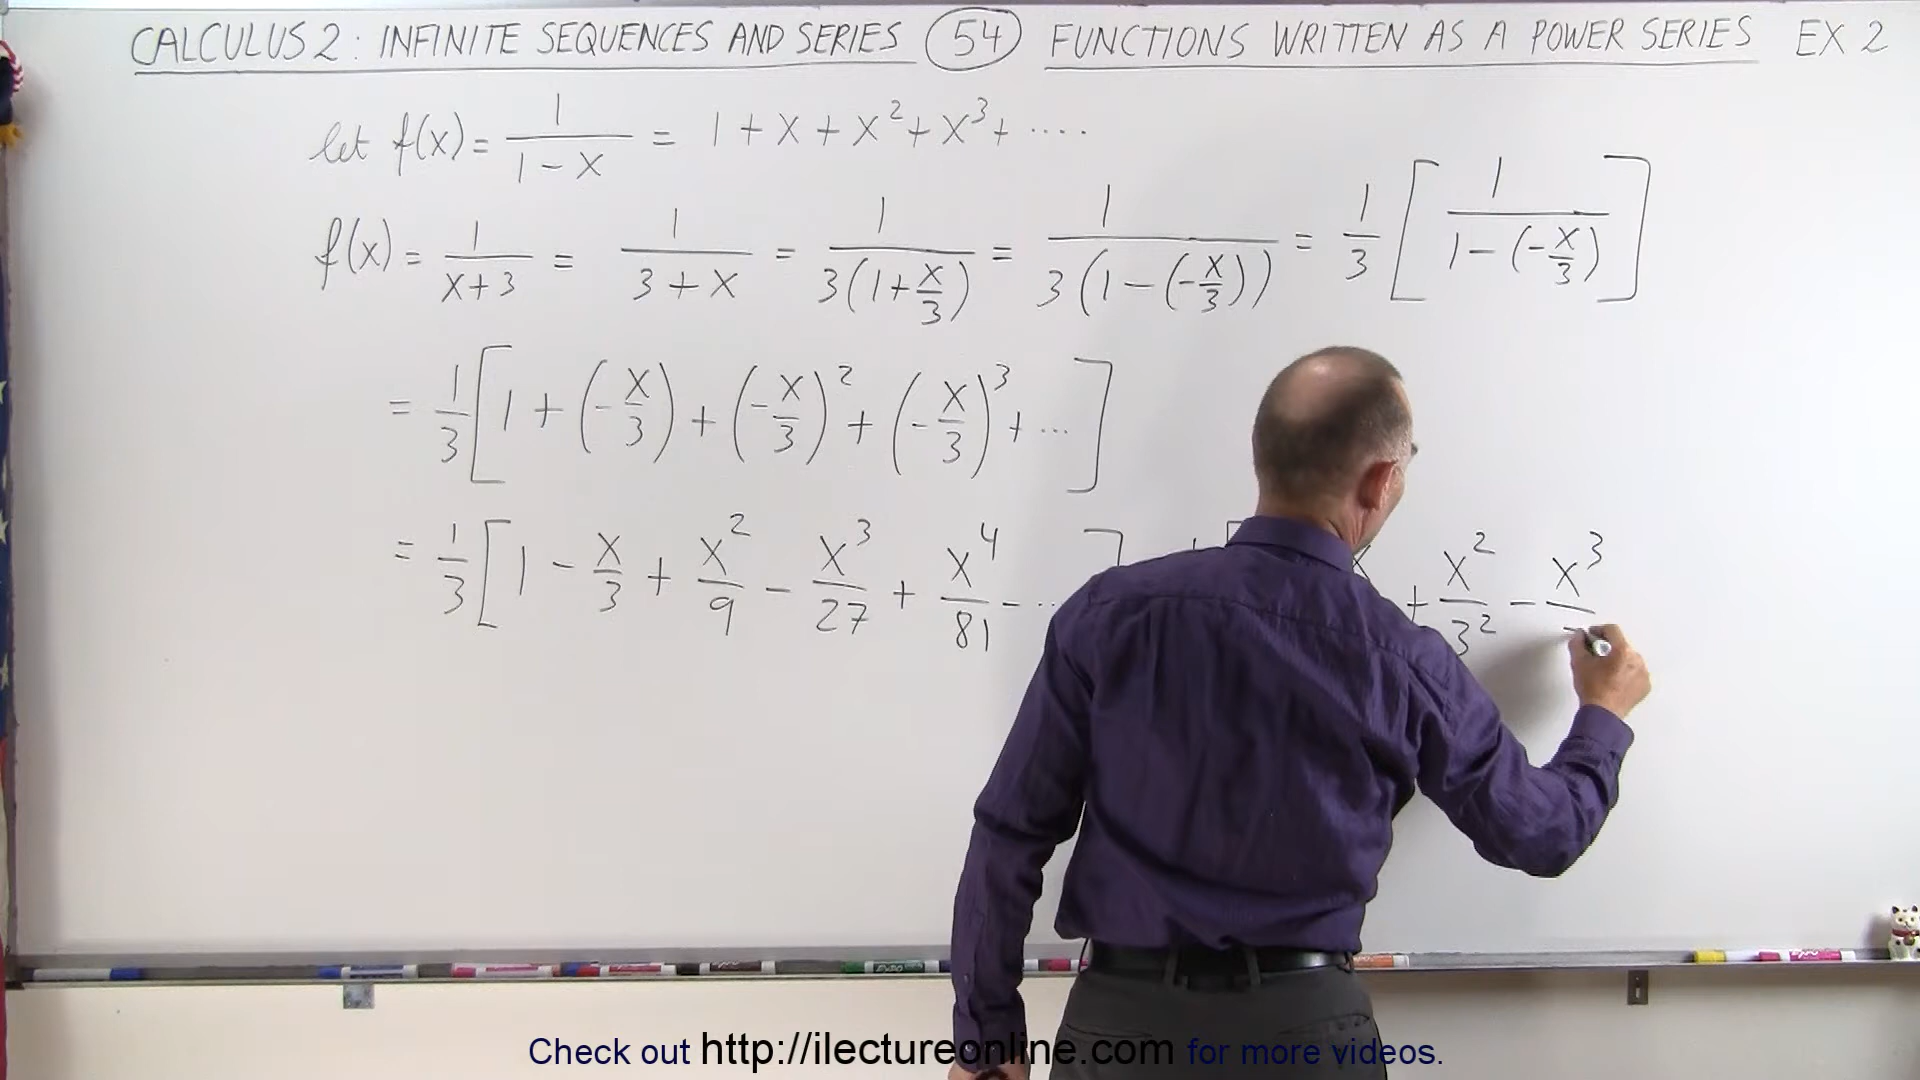 CALCULUS 2: INFINITE SEQUENCES AND SERIES (54) FUNCTIONS WRITTEN AS A POWER SERIES EX 2
let f(x) = 1/(1-x) = 1 + x + x² + x³ + ....
f(x) = 1/(x+3) = 1/(3+x) = 1/(3(1+x/3)) = 1/(3(1-(-x/3))) = 1/3 [1/(1-(-x/3))]
= 1/3 [1 + (-x/3) + (-x/3)² + (-x/3)³ + ...]
= 1/3 [1 - x/3 + x²/9 - x³/27 + x⁴/81 - ... ] + x²/3² - x³/
Check out http://ilectureonline.com for more videos.